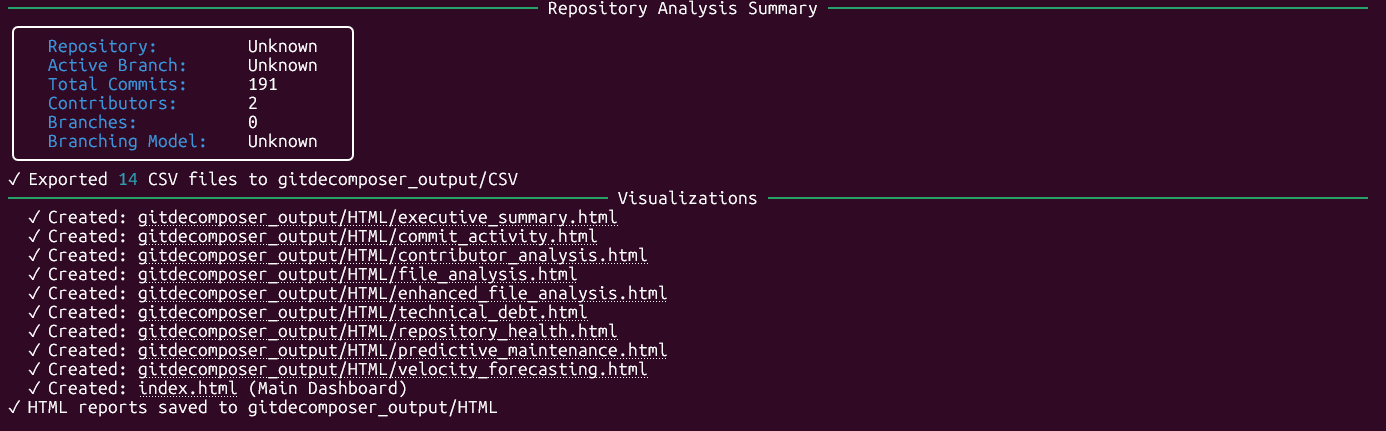 Repository Analysis Summary
Repository: Unknown
Active Branch: Unknown
Total Commits: 191
Contributors: 2
Branches: 0
Branching Model: Unknown
✓ Exported 14 CSV files to gitdecomposer_output/CSV
Visualizations
✓ Created: gitdecomposer_output/HTML/executive_summary.html
✓ Created: gitdecomposer_output/HTML/commit_activity.html
✓ Created: gitdecomposer_output/HTML/contributor_analysis.html
✓ Created: gitdecomposer_output/HTML/file_analysis.html
✓ Created: gitdecomposer_output/HTML/enhanced_file_analysis.html
✓ Created: gitdecomposer_output/HTML/technical_debt.html
✓ Created: gitdecomposer_output/HTML/repository_health.html
✓ Created: gitdecomposer_output/HTML/predictive_maintenance.html
✓ Created: gitdecomposer_output/HTML/velocity_forecasting.html
✓ Created: index.html (Main Dashboard)
✓ HTML reports saved to gitdecomposer_output/HTML